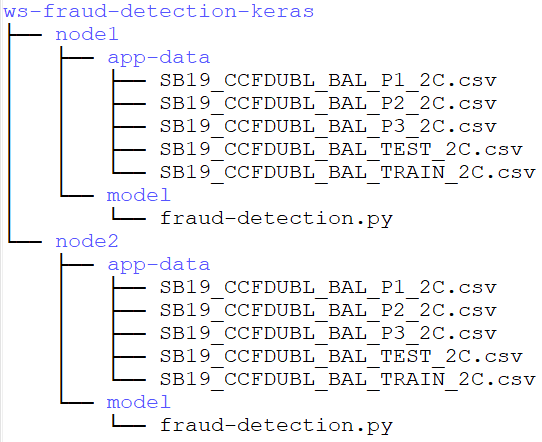 ws-fraud-detection-keras
node1
app-data
SB19_CCFDUBL_BAL_P1_2C.csv
SB19_CCFDUBL_BAL_P2_2C.csv
SB19_CCFDUBL_BAL_P3_2C.csv
SB19_CCFDUBL_BAL_TEST_2C.csv
SB19_CCFDUBL_BAL_TRAIN_2C.csv
model
fraud-detection.py
node2
app-data
SB19_CCFDUBL_BAL_P1_2C.csv
SB19_CCFDUBL_BAL_P2_2C.csv
SB19_CCFDUBL_BAL_P3_2C.csv
SB19_CCFDUBL_BAL_TEST_2C.csv
SB19_CCFDUBL_BAL_TRAIN_2C.csv
model
fraud-detection.py